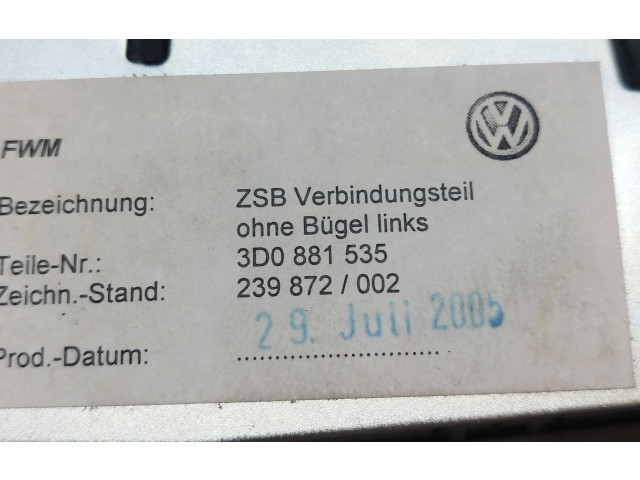 FWM
Bezeichnung: ZSB Verbindungsteil
ohne Bügel links
Teile-Nr.: 3D0 881 535
Zeichn.-Stand: 239 872 / 002
29. Juli 2005
Prod.-Datum: ..............................